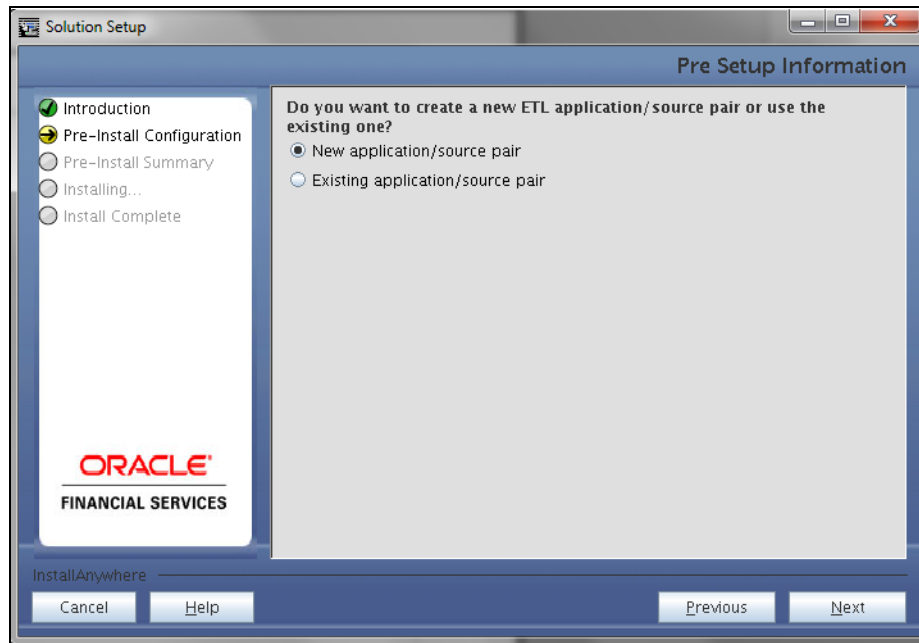 Solution Setup
Pre Setup Information
Introduction
Pre-Install Configuration
Pre-Install Summary
Installing...
Install Complete
Do you want to create a new ETL application/source pair or use the
existing one?
New application/source pair
Existing application/source pair
ORACLE
FINANCIAL SERVICES
InstallAnywhere
Cancel
Help
Previous
Next